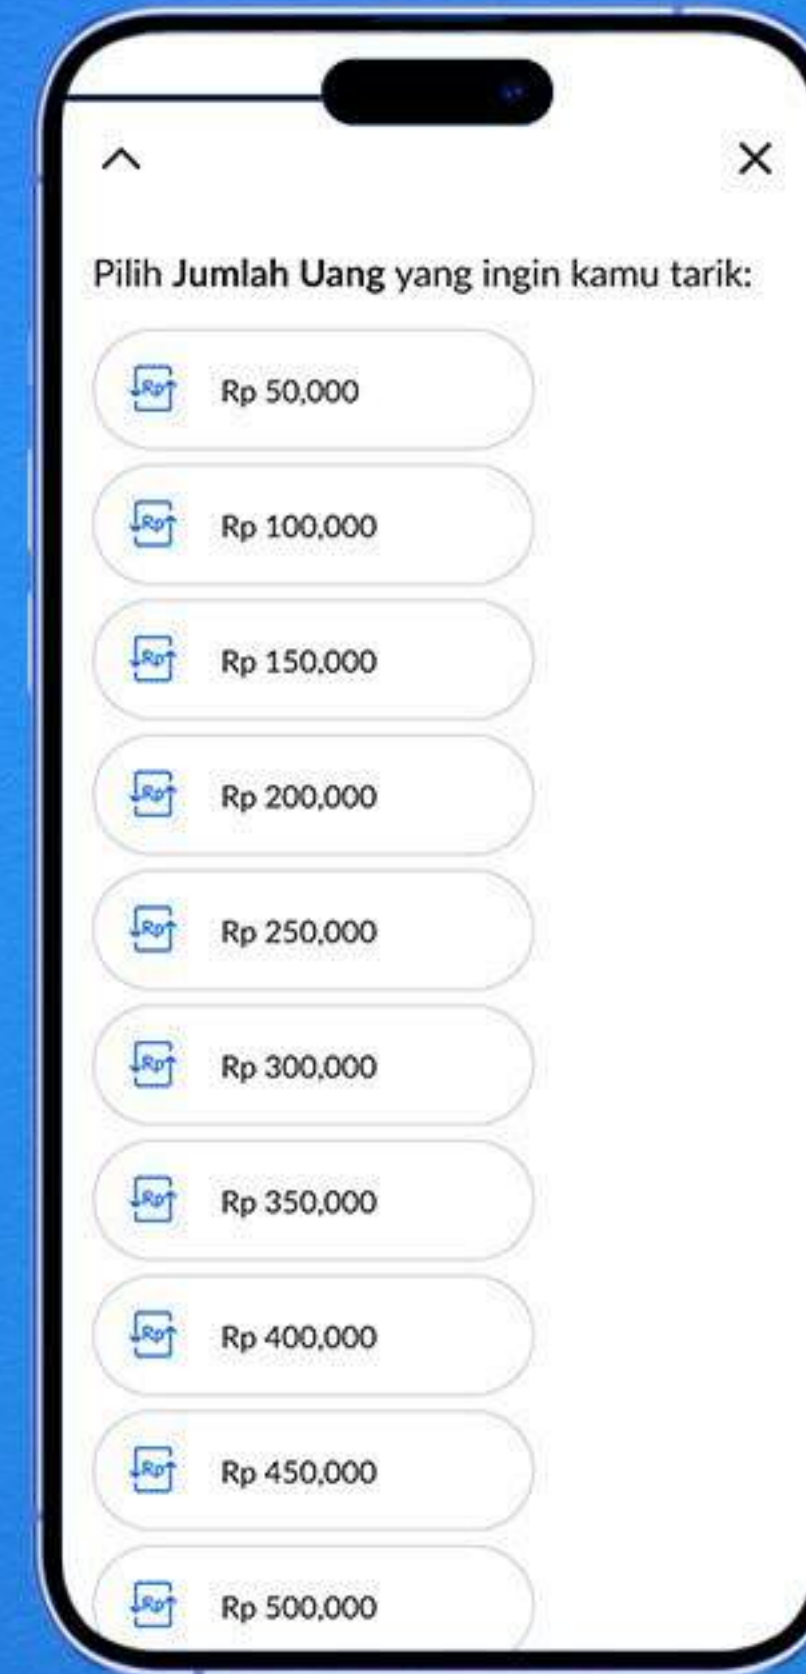 Pilih Jumlah Uang yang ingin kamu tarik:
Rp 50,000
Rp 100,000
Rp 150,000
Rp 200,000
Rp 250,000
Rp 300,000
Rp 350,000
Rp 400,000
Rp 450,000
Rp 500,000